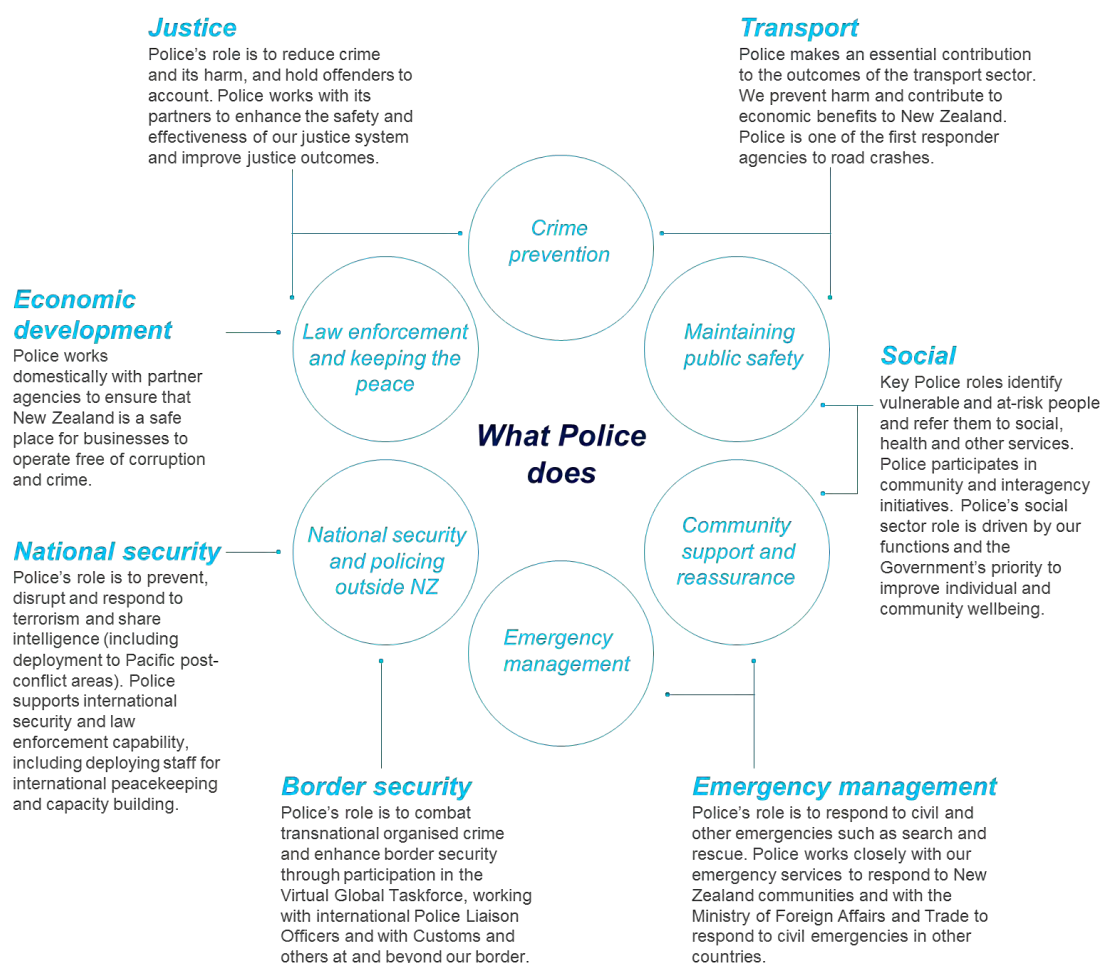 Justice
Police’s role is to reduce crime
and its harm, and hold offenders to
account. Police works with its
partners to enhance the safety and
effectiveness of our justice system
and improve justice outcomes.
Transport
Police makes an essential contribution
to the outcomes of the transport sector.
We prevent harm and contribute to
economic benefits to New Zealand.
Police is one of the first responder
agencies to road crashes.
Crime
prevention
Economic
development
Police works
domestically with partner
agencies to ensure that
New Zealand is a safe
place for businesses to
operate free of corruption
and crime.
Law enforcement
and keeping the
peace
Maintaining
public safety
Social
Key Police roles identify
vulnerable and at-risk people
and refer them to social,
health and other services.
Police participates in
community and interagency
initiatives. Police’s social
sector role is driven by our
functions and the
Government’s priority to
improve individual and
community wellbeing.
What Police
does
National security
Police’s role is to prevent,
disrupt and respond to
terrorism and share
intelligence (including
deployment to Pacific post-
conflict areas). Police
supports international
security and law
enforcement capability,
including deploying staff for
international peacekeeping
and capacity building.
National security
and policing
outside NZ
Community
support and
reassurance
Emergency
management
Border security
Police’s role is to combat
transnational organised crime
and enhance border security
through participation in the
Virtual Global Taskforce, working
with international Police Liaison
Officers and with Customs and
others at and beyond our border.
Emergency management
Police’s role is to respond to civil and
other emergencies such as search and
rescue. Police works closely with our
emergency services to respond to New
Zealand communities and with the
Ministry of Foreign Affairs and Trade to
respond to civil emergencies in other
countries.